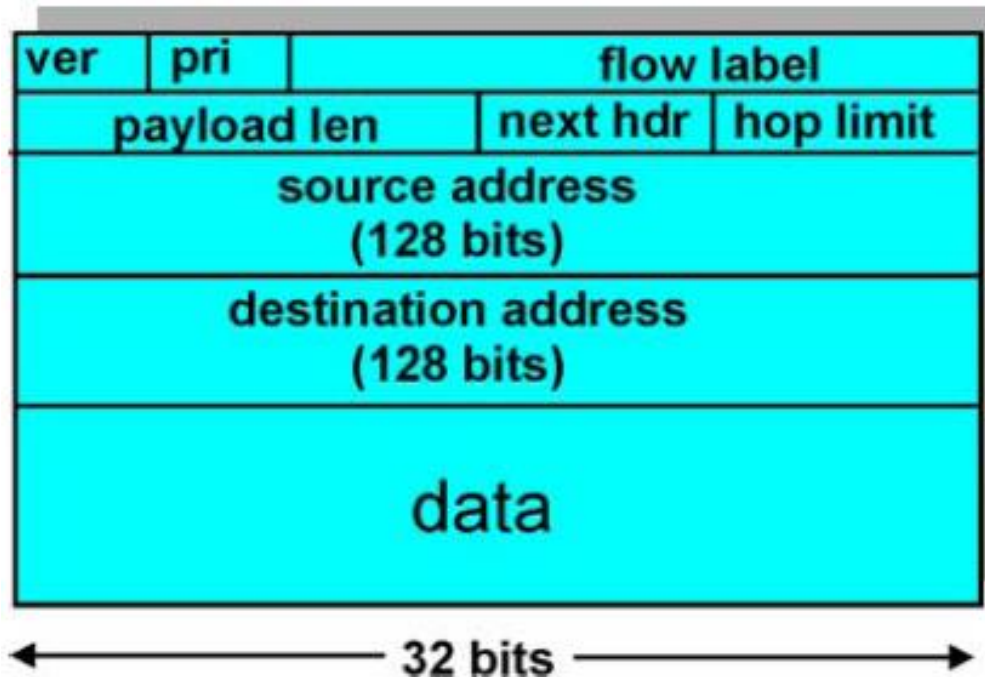 ver pri flow label
payload len next hdr hop limit
source address
(128 bits)
destination address
(128 bits)
data
32 bits